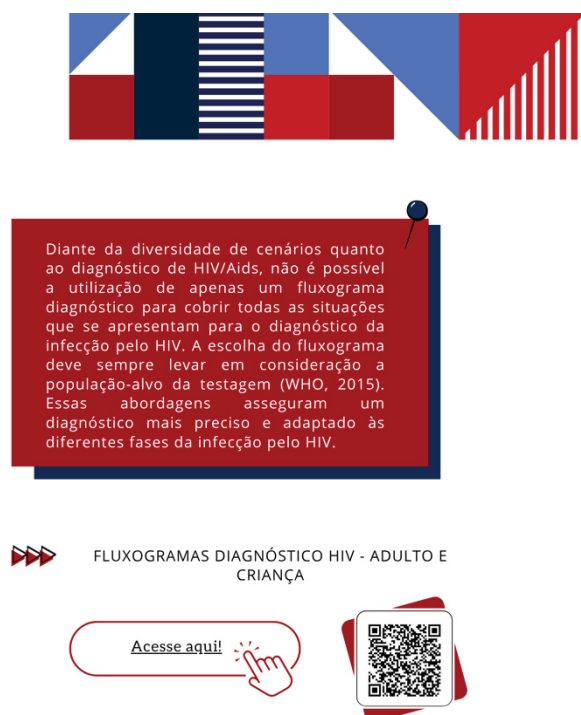 Diante da diversidade de cenários quanto
ao diagnóstico de HIV/Aids, não é possível
a utilização de apenas um fluxograma
diagnóstico para cobrir todas as situações
que se apresentam para o diagnóstico da
infecção pelo HIV. A escolha do fluxograma
deve sempre levar em consideração a
população-alvo da testagem (WHO, 2015).
Essas abordagens asseguram um
diagnóstico mais preciso e adaptado às
diferentes fases da infecção pelo HIV.
FLUXOGRAMAS DIAGNÓSTICO HIV - ADULTO E
CRIANÇA
Acesse aqui!